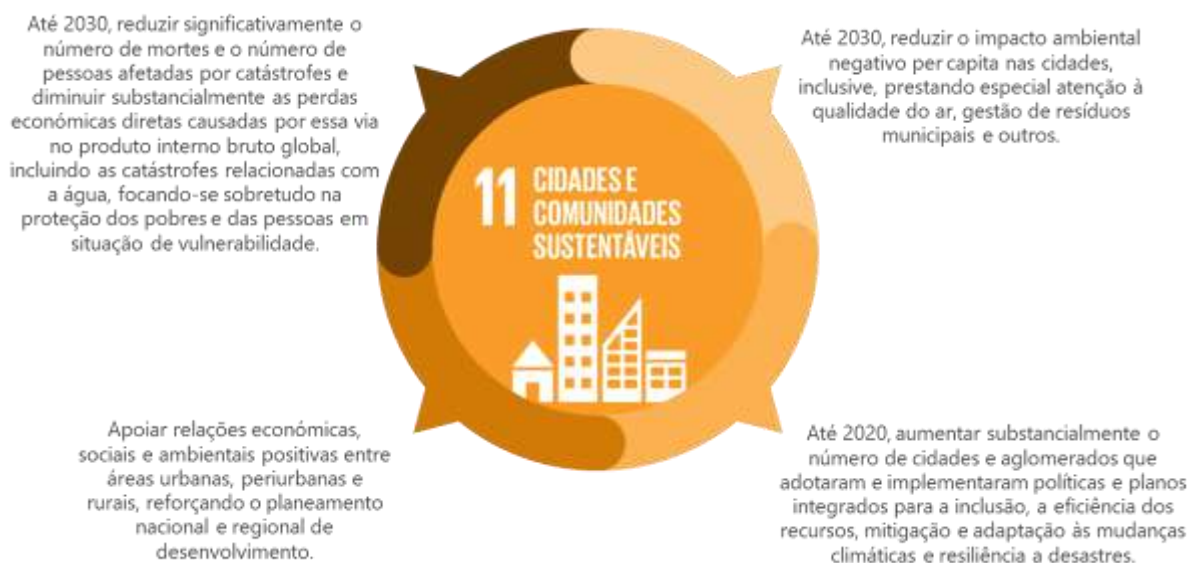 Até 2030, reduzir significativamente o
número de mortes e o número de
pessoas afetadas por catástrofes e
diminuir substancialmente as perdas
económicas diretas causadas por essa via
no produto interno bruto global,
incluindo as catástrofes relacionadas com
a água, focando-se sobretudo na
proteção dos pobres e das pessoas em
situação de vulnerabilidade.
Até 2030, reduzir o impacto ambiental
negativo per capita nas cidades,
inclusive, prestando especial atenção à
qualidade do ar, gestão de resíduos
municipais e outros.
11 CIDADES E
COMUNIDADES
SUSTENTÁVEIS
Apoiar relações económicas,
sociais e ambientais positivas entre
áreas urbanas, periurbanas e
rurais, reforçando o planeamento
nacional e regional de
desenvolvimento.
Até 2020, aumentar substancialmente o
número de cidades e aglomerados que
adotaram e implementaram políticas e planos
integrados para a inclusão, a eficiência dos
recursos, mitigação e adaptação às mudanças
climáticas e resiliência a desastres.